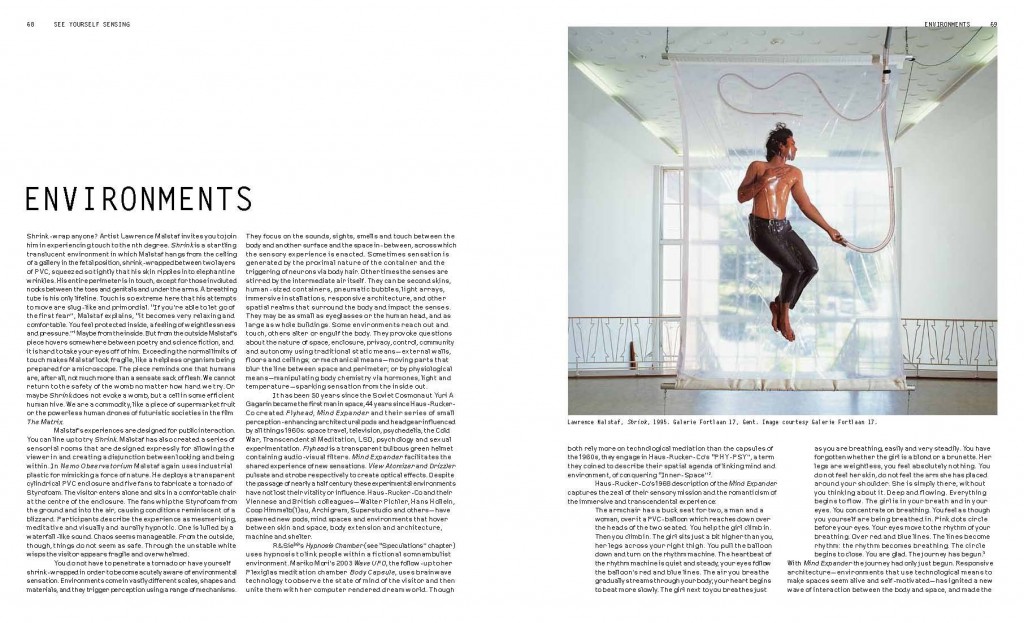 68 SEE YOURSELF SENSING
ENVIRONMENTS 69
ENVIRONMENTS
Shrink-wrap anyone? Artist Lawrence Malstaf invites you to join
him in experiencing touch to the nth degree. Shrink is a startling
translucent environment in which Malstaf hangs from the ceiling
of a gallery in the fetal position, shrink-wrapped between two layers
of PVC, squeezed so tightly that his skin ripples into elephantine
wrinkles. His entire perimeter is in touch, except for those involuted
nooks between the toes and genitals and under the arms. A breathing
tube is his only lifeline. Touch is so extreme here that his attempts
to move are slug-like and primordial. "If you're able to let go of
the first fear", Malstaf explains, "it becomes very relaxing and
comfortable. You feel protected inside, a feeling of weightlessness
and pressure."¹ Maybe from the inside. But from the outside Malstaf's
piece hovers somewhere between poetry and science fiction, and
it is hard to take your eyes off of him. Exceeding the normal limits of
touch makes Malstaf look fragile, like a helpless organism being
prepared for a microscope. The piece reminds one that humans
are, after all, not much more than a sensate sack of flesh. We cannot
return to the safety of the womb no matter how hard we try. Or
maybe Shrink does not evoke a womb, but a cell in some efficient
human hive. We are a commodity, like a piece of supermarket fruit
or the powerless human drones of futuristic societies in the film
The Matrix.
Malstaf's experiences are designed for public interaction.
You can line up to try Shrink. Malstaf has also created a series of
sensorial rooms that are designed expressly for allowing the
viewer in and creating a disjunction between looking and being
within. In Nemo Observatorium Malstaf again uses industrial
plastic for mimicking a force of nature. He deploys a transparent
cylindrical PVC enclosure and five fans to fabricate a tornado of
Styrofoam. The visitor enters alone and sits in a comfortable chair
at the centre of the enclosure. The fans whip the Styrofoam from
the ground and into the air, causing conditions reminiscent of a
blizzard. Participants describe the experience as mesmerising,
meditative and visually and aurally hypnotic. One is lulled by a
waterfall-like sound. Chaos seems manageable. From the outside,
though, things do not seem as safe. Through the unstable white
wisps the visitor appears fragile and overwhelmed.
You do not have to penetrate a tornado or have yourself
shrink-wrapped in order to become acutely aware of environmental
sensation. Environments come in vastly different scales, shapes and
materials, and they trigger perception using a range of mechanisms.
They focus on the sounds, sights, smells and touch between the
body and another surface and the space in-between, across which
the sensory experience is enacted. Sometimes sensation is
generated by the proximal nature of the container and the
triggering of neurons via body hair. Other times the senses are
stirred by the intermediate air itself. They can be second skins,
human-sized containers, pneumatic bubbles, light arrays,
immersive installations, responsive architecture, and other
spatial realms that surround the body and impact the senses.
They may be as small as eyeglasses or the human head, and as
large as whole buildings. Some environments reach out and
touch, others alter or engulf the body. They provoke questions
about the nature of space, enclosure, privacy, control, community
and autonomy using traditional static means—external walls,
floors and ceilings; or mechanical means—moving parts that
blur the line between space and perimeter; or by physiological
means—manipulating body chemistry via hormones, light and
temperature—sparking sensation from the inside out.
It has been 50 years since the Soviet Cosmonaut Yuri A
Gagarin became the first man in space, 44 years since Haus-Rucker-
Co created Flyhead, Mind Expander and their series of small
perception-enhancing architectural pods and headgear influenced
by all things 1960s: space travel, television, psychedelia, the Cold
War, Transcendental Meditation, LSD, psychology and sexual
experimentation. Flyhead is a transparent bulbous green helmet
containing audio-visual filters. Mind Expander facilitates the
shared experience of new sensations. View Atomizer and Drizzler
pulsate and strobe respectively to create optical effects. Despite
the passage of nearly a half century these experimental environments
have not lost their vitality or influence. Haus-Rucker-Co and their
Viennese and British colleagues—Walter Pichler, Hans Hollein,
Coop Himmelb(l)au, Archigram, Superstudio and others—have
spawned new pods, mind spaces and environments that hover
between skin and space, body extension and architecture,
machine and shelter.
R&Sie(n)'s Hypnosis Chamber (see "Speculations" chapter)
uses hypnosis to link people within a fictional somnambulist
environment. Mariko Mori's 2003 Wave UFO, the follow-up to her
Plexiglas meditation chamber Body Capsule, uses brainwave
technology to observe the state of mind of the visitor and then
unite them with her computer rendered dream world. Though
Lawrence Malstaf, Shrink, 1995. Galerie Fortlaan 17, Gent. Image courtesy Galerie Fortlaan 17.
both rely more on technological mediation than the capsules of
the 1960s, they engage in Haus-Rucker-Co's "PHY-PSY", a term
they coined to describe their spatial agenda of linking mind and
environment, of conquering "Inner-Space"².
Haus-Rucker-Co's 1968 description of the Mind Expander
captures the zeal of their sensory mission and the romanticism of
the immersive and transcendental experience:
The armchair has a buck seat for two, a man and a
woman, over it a PVC-balloon which reaches down over
the heads of the two seated. You help the girl climb in.
Then you climb in. The girl sits just a bit higher than you,
her legs across your right thigh. You pull the balloon
down and turn on the rhythm machine. The heartbeat of
the rhythm machine is quiet and steady, your eyes follow
the balloon's red and blue lines. The air you breathe
gradually streams through your body; your heart begins
to beat more slowly. The girl next to you breathes just
as you are breathing, easily and very steadily. You have
forgotten whether the girl is a blond or a brunette. Her
legs are weightless, you feel absolutely nothing. You
do not feel her skin, do not feel the arm she has placed
around your shoulder. She is simply there, without
you thinking about it. Deep and flowing. Everything
begins to flow. The girl is in your breath and in your
eyes. You concentrate on breathing. You feel as though
you yourself are being breathed in. Pink dots circle
before your eyes. Your eyes move to the rhythm of your
breathing. Over red and blue lines. The lines become
rhythm: the rhythm becomes breathing. The circle
begins to close. You are glad. The journey has begun.³
With Mind Expander the journey had only just begun. Responsive
architecture—environments that use technological means to
make spaces seem alive and self-motivated—has ignited a new
wave of interaction between the body and space, and made the